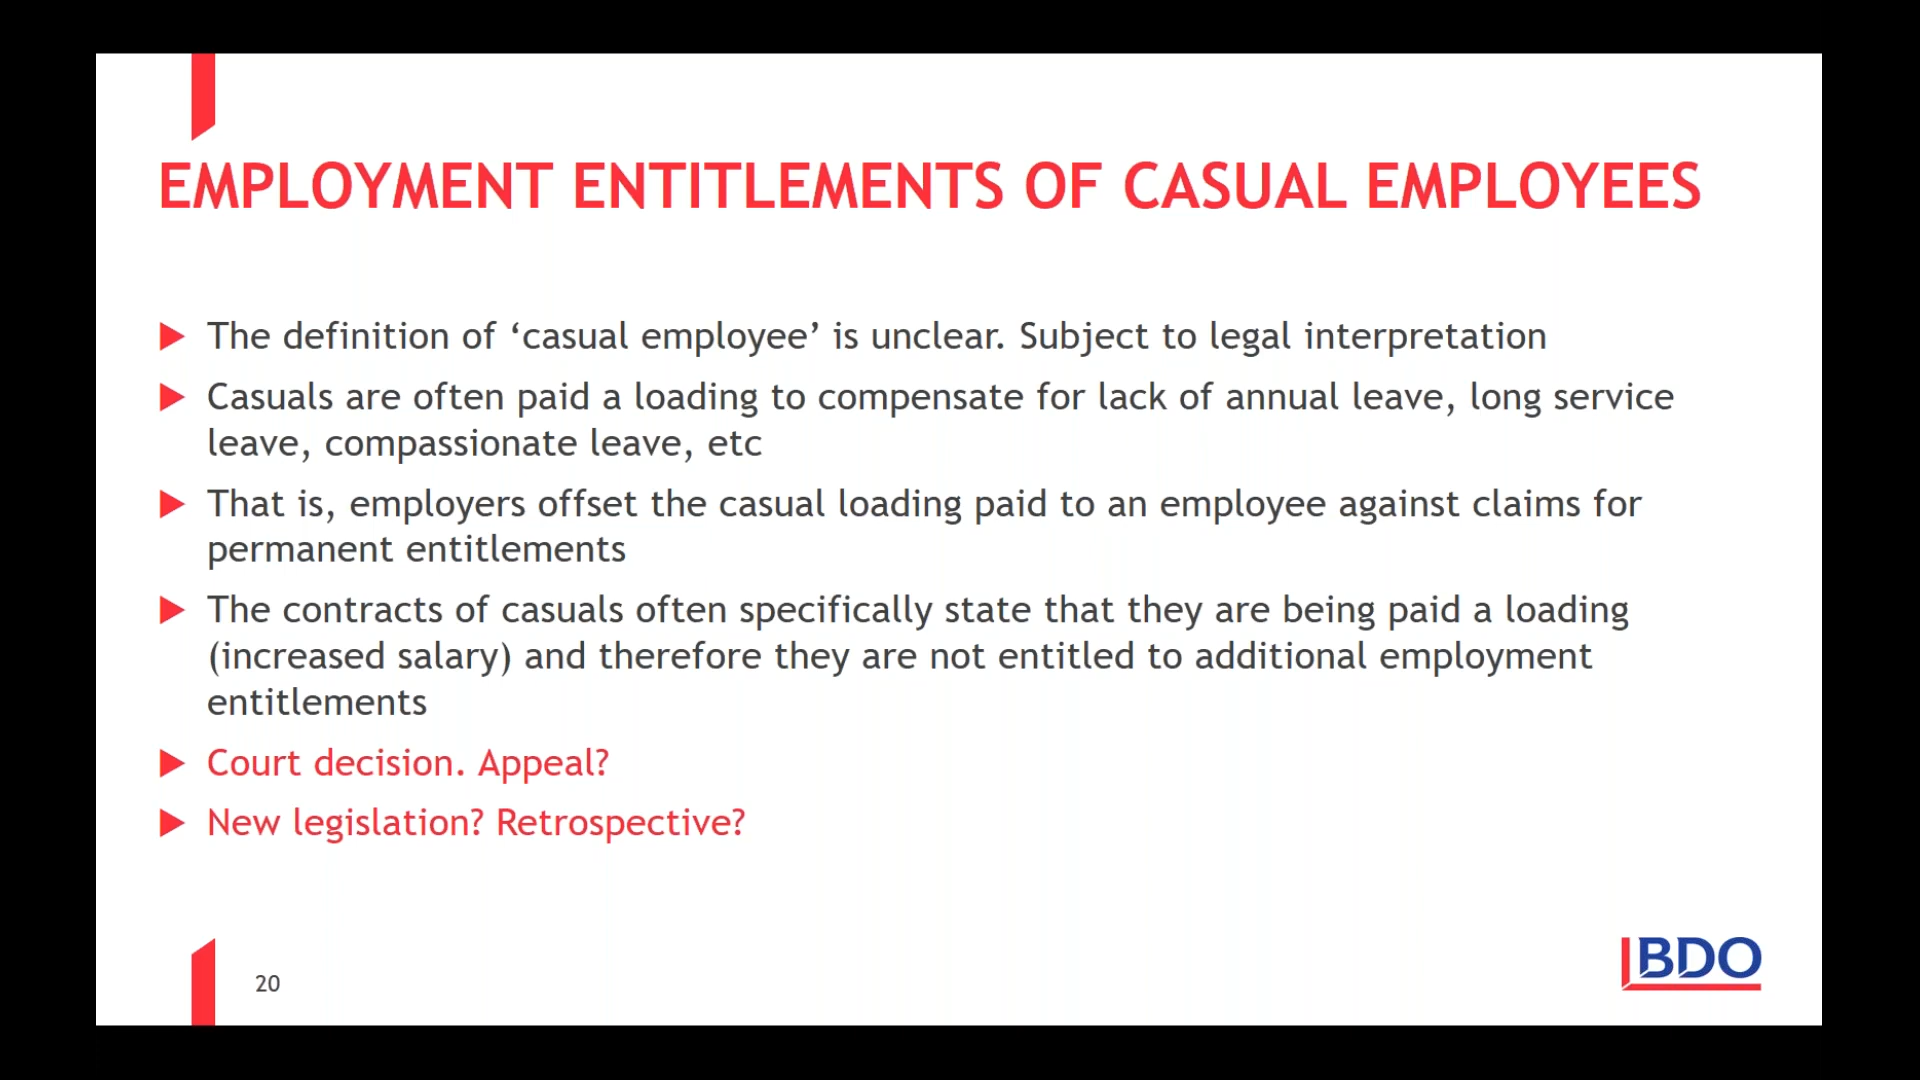 EMPLOYMENT ENTITLEMENTS OF CASUAL EMPLOYEES
The definition of ‘casual employee’ is unclear. Subject to legal interpretation
Casuals are often paid a loading to compensate for lack of annual leave, long service
leave, compassionate leave, etc
That is, employers offset the casual loading paid to an employee against claims for
permanent entitlements
The contracts of casuals often specifically state that they are being paid a loading
(increased salary) and therefore they are not entitled to additional employment
entitlements
Court decision. Appeal?
New legislation? Retrospective?
20
BDO